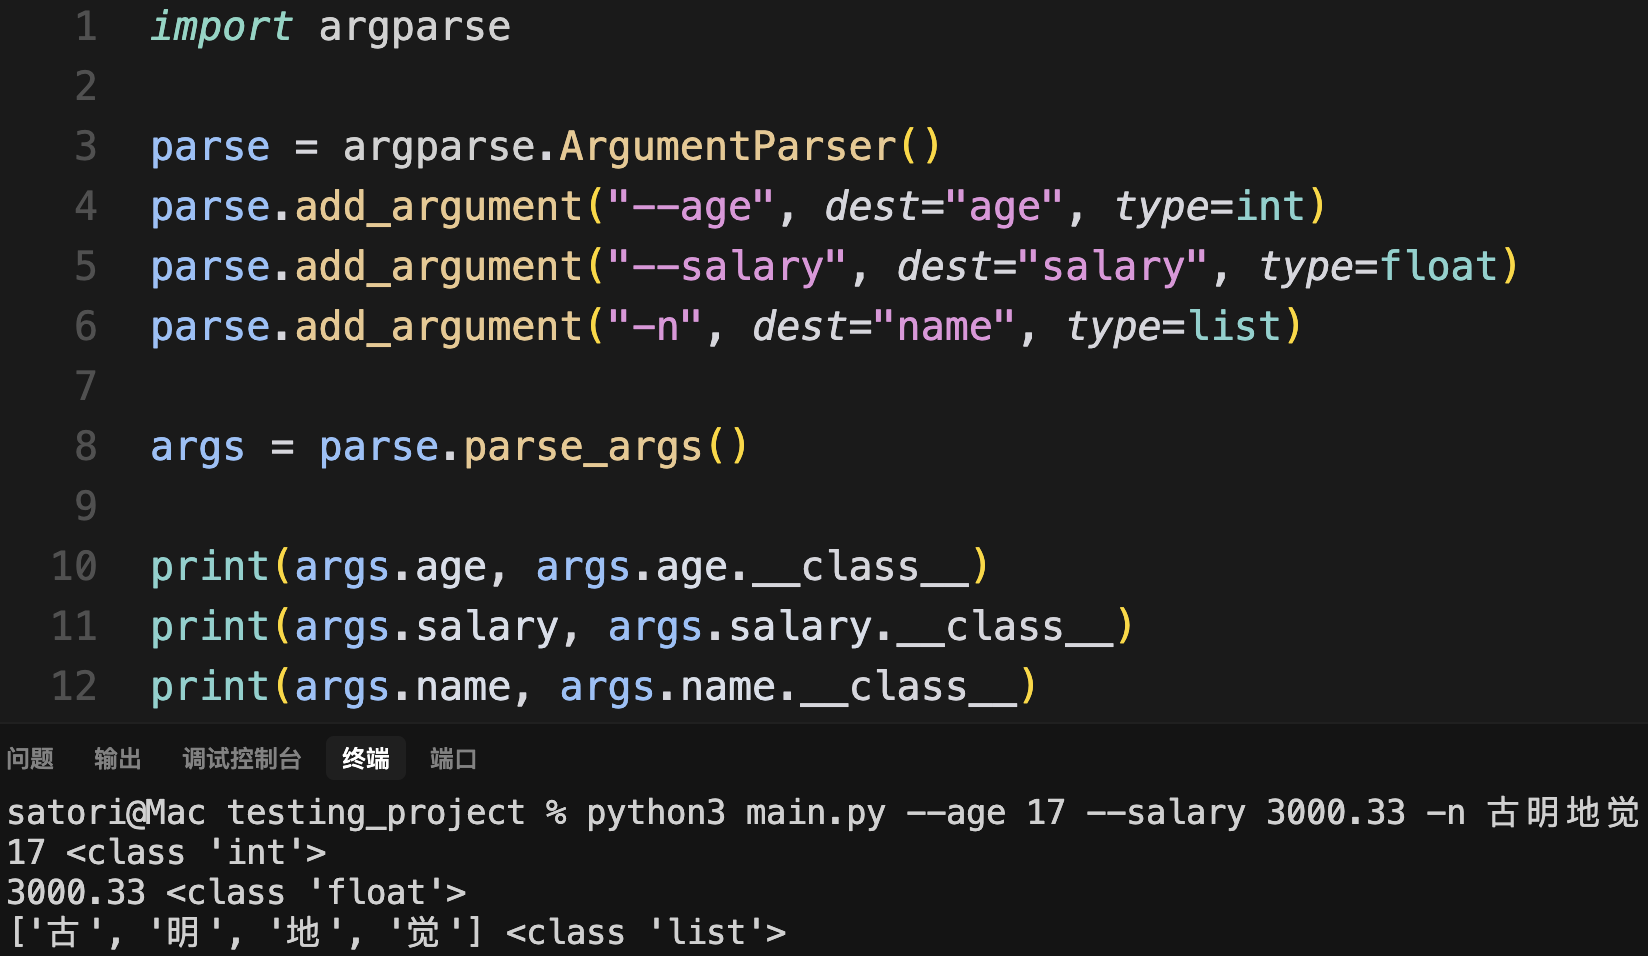 1 import argparse
2
3 parse = argparse.ArgumentParser()
4 parse.add_argument("--age", dest="age", type=int)
5 parse.add_argument("--salary", dest="salary", type=float)
6 parse.add_argument("-n", dest="name", type=list)
7
8 args = parse.parse_args()
9
10 print(args.age, args.age.__class__)
11 print(args.salary, args.salary.__class__)
12 print(args.name, args.name.__class__)
问题 输出 调试控制台 终端 端口
satori@Mac testing_project % python3 main.py --age 17 --salary 3000.33 -n 古明地觉
17 <class 'int'>
3000.33 <class 'float'>
['古', '明', '地', '觉'] <class 'list'>